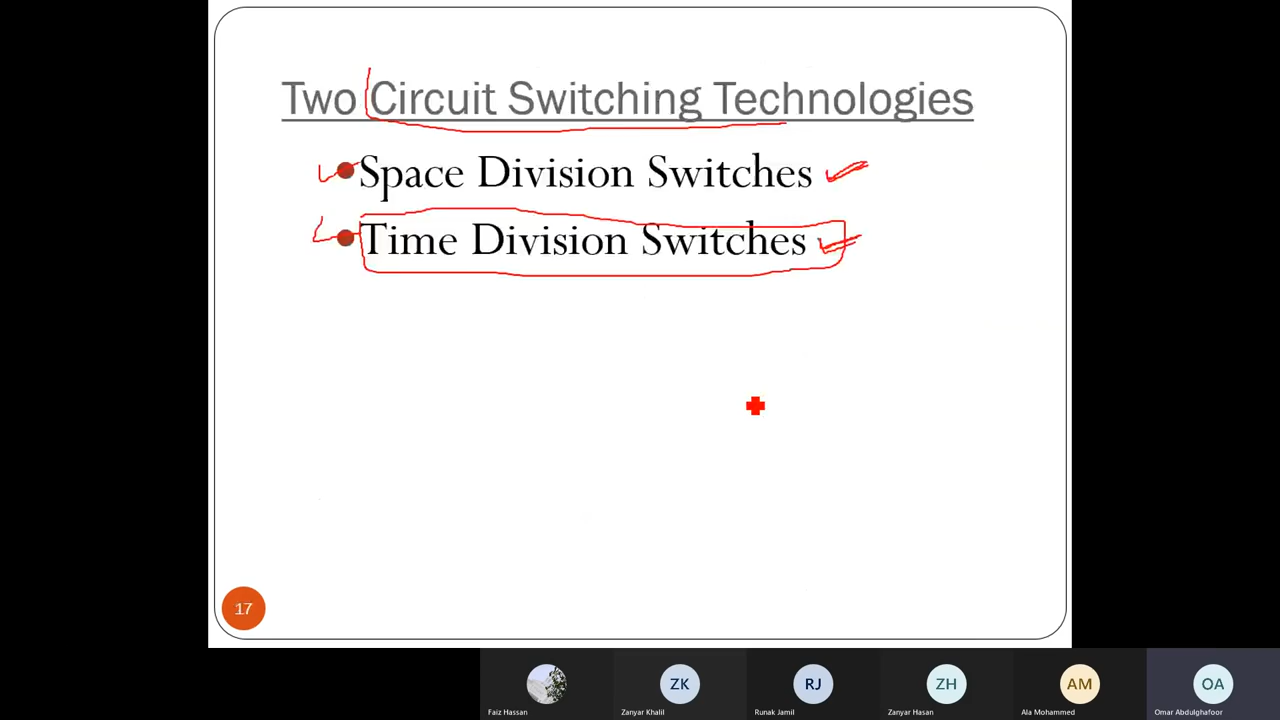 Two Circuit Switching Technologies
Space Division Switches
Time Division Switches
17
ZK
RJ
ZH
AM
OA
Faiz Hassan
Zanyar Khalil
Runak Jamil
Zanyar Hasan
Ala Mohammed
Omar Abdulghafoor